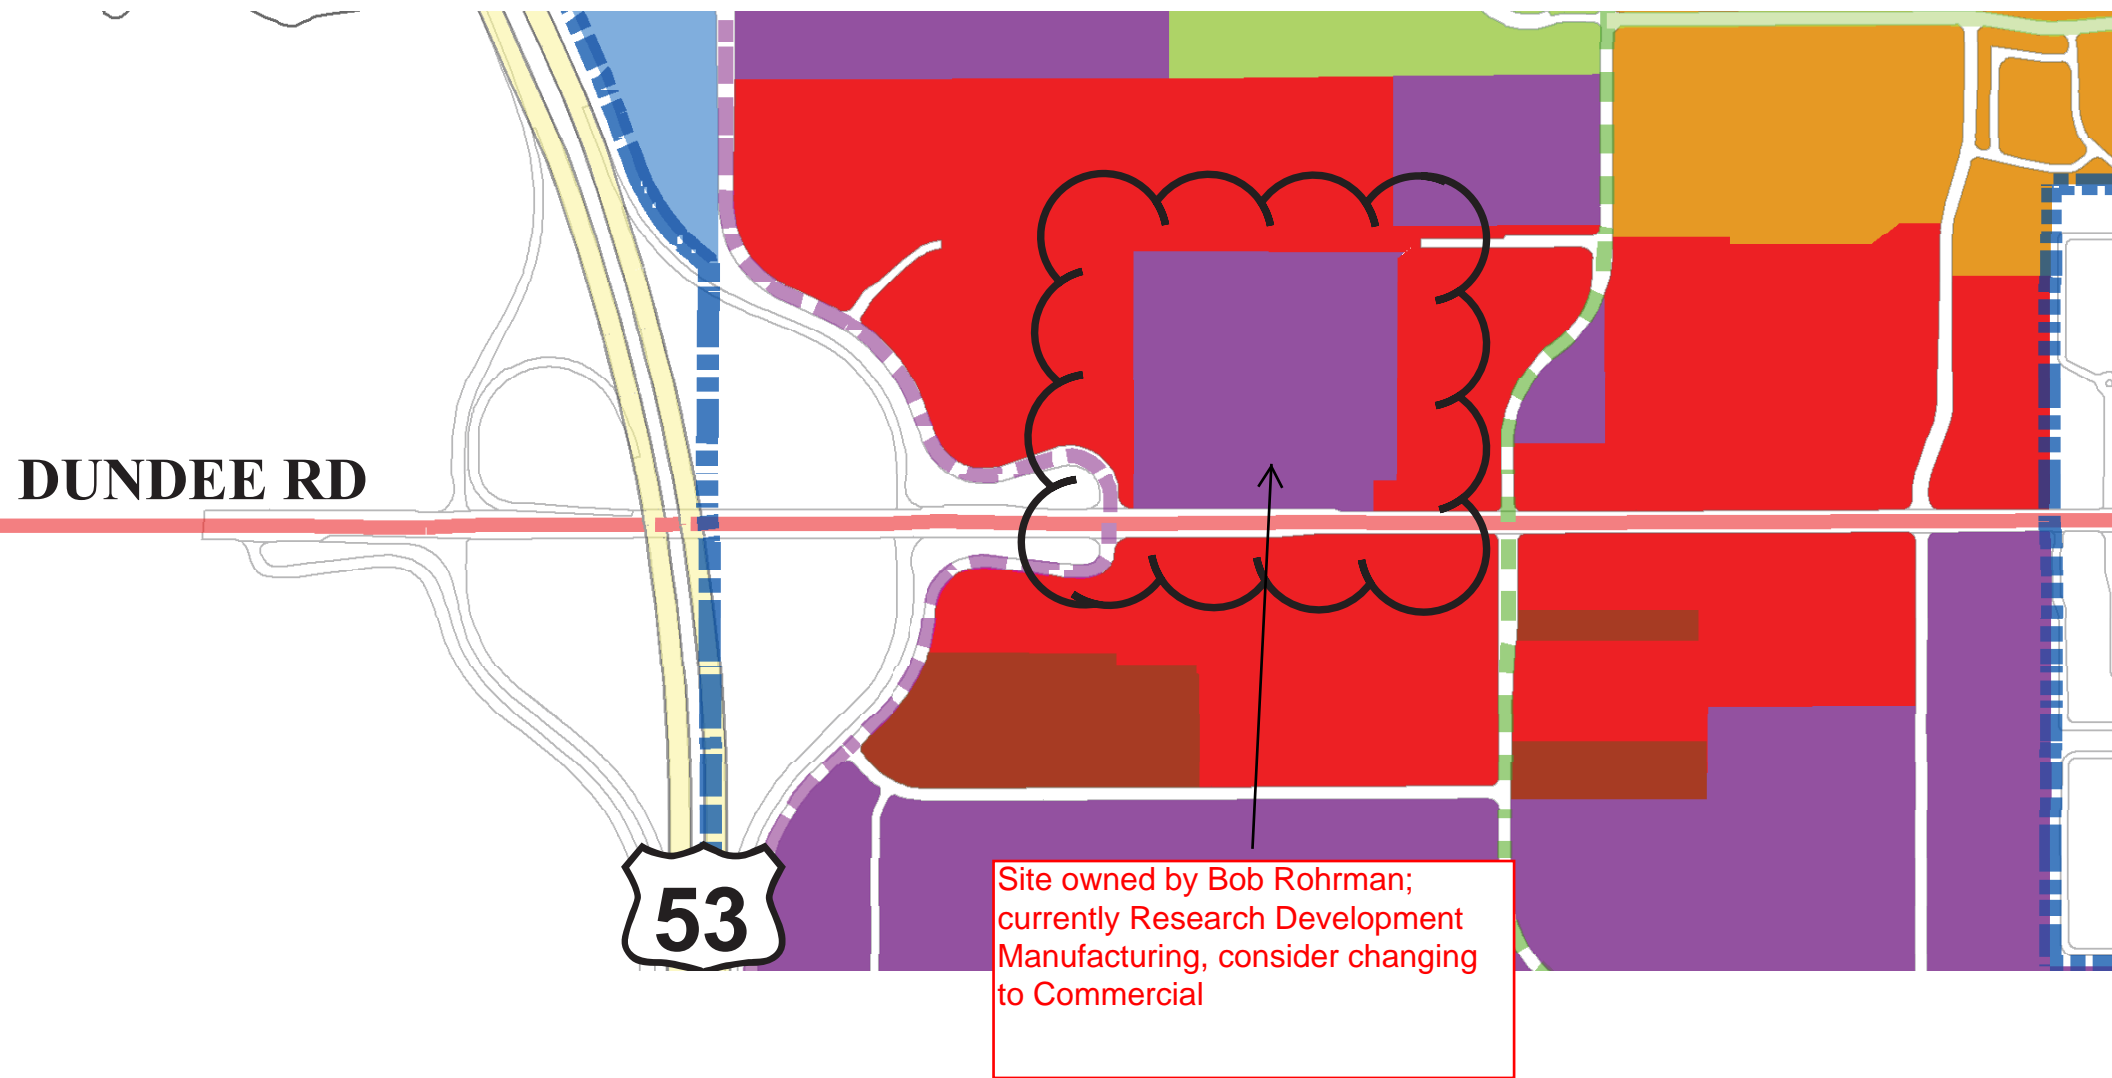 DUNDEE RD
53
Site owned by Bob Rohrman;
currently Research Development
Manufacturing, consider changing
to Commercial